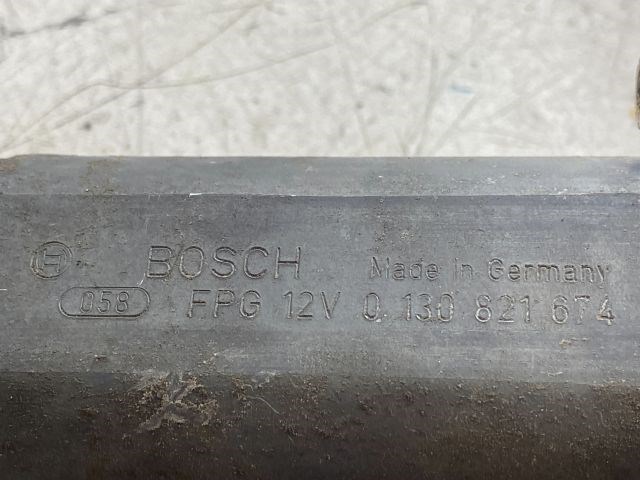 BOSCH Made in Germany
058 FPG 12V 0 130 821 674